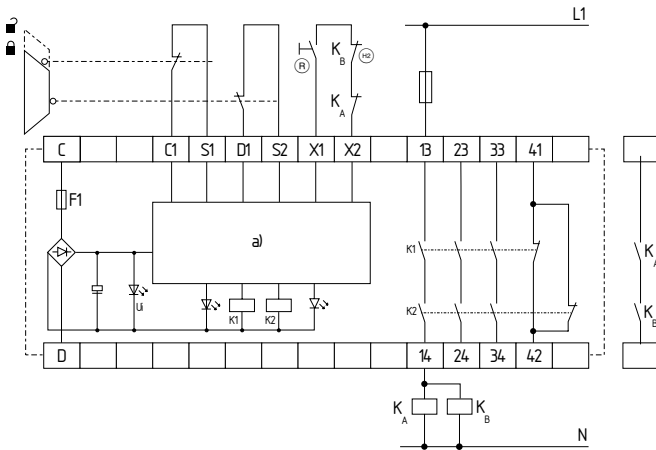 L1
K B
H2
R
K A
C C1 S1 D1 S2 X1 X2 13 23 33 41
F1
a)
K1
K A
Ui
K1 K2
K2
K B
D 14 24 34 42
K A
K B
N